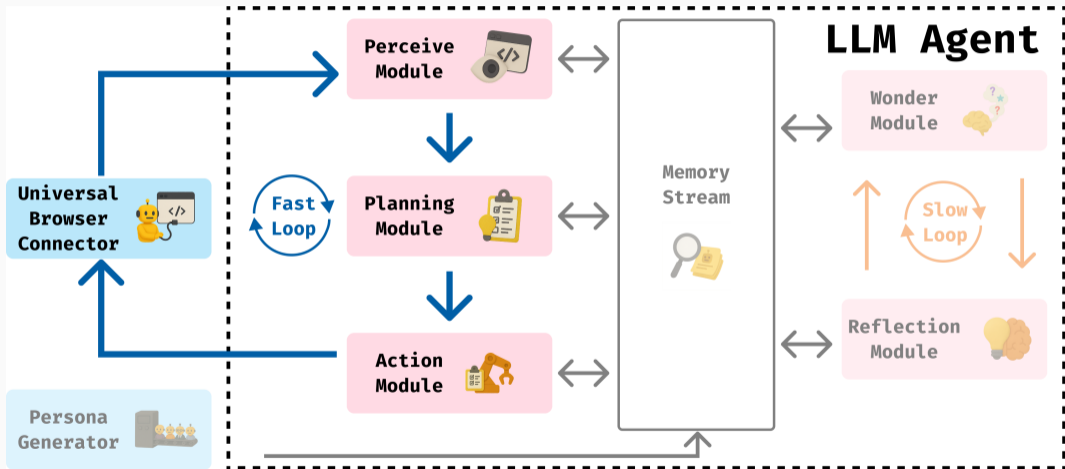 LLM Agent
Perceive
Module
</>
Wonder
Module
?
?
Universal
Browser
Connector
</>
Fast
Loop
Planning
Module
Memory
Stream
Slow
Loop
Action
Module
Reflection
Module
Persona
Generator